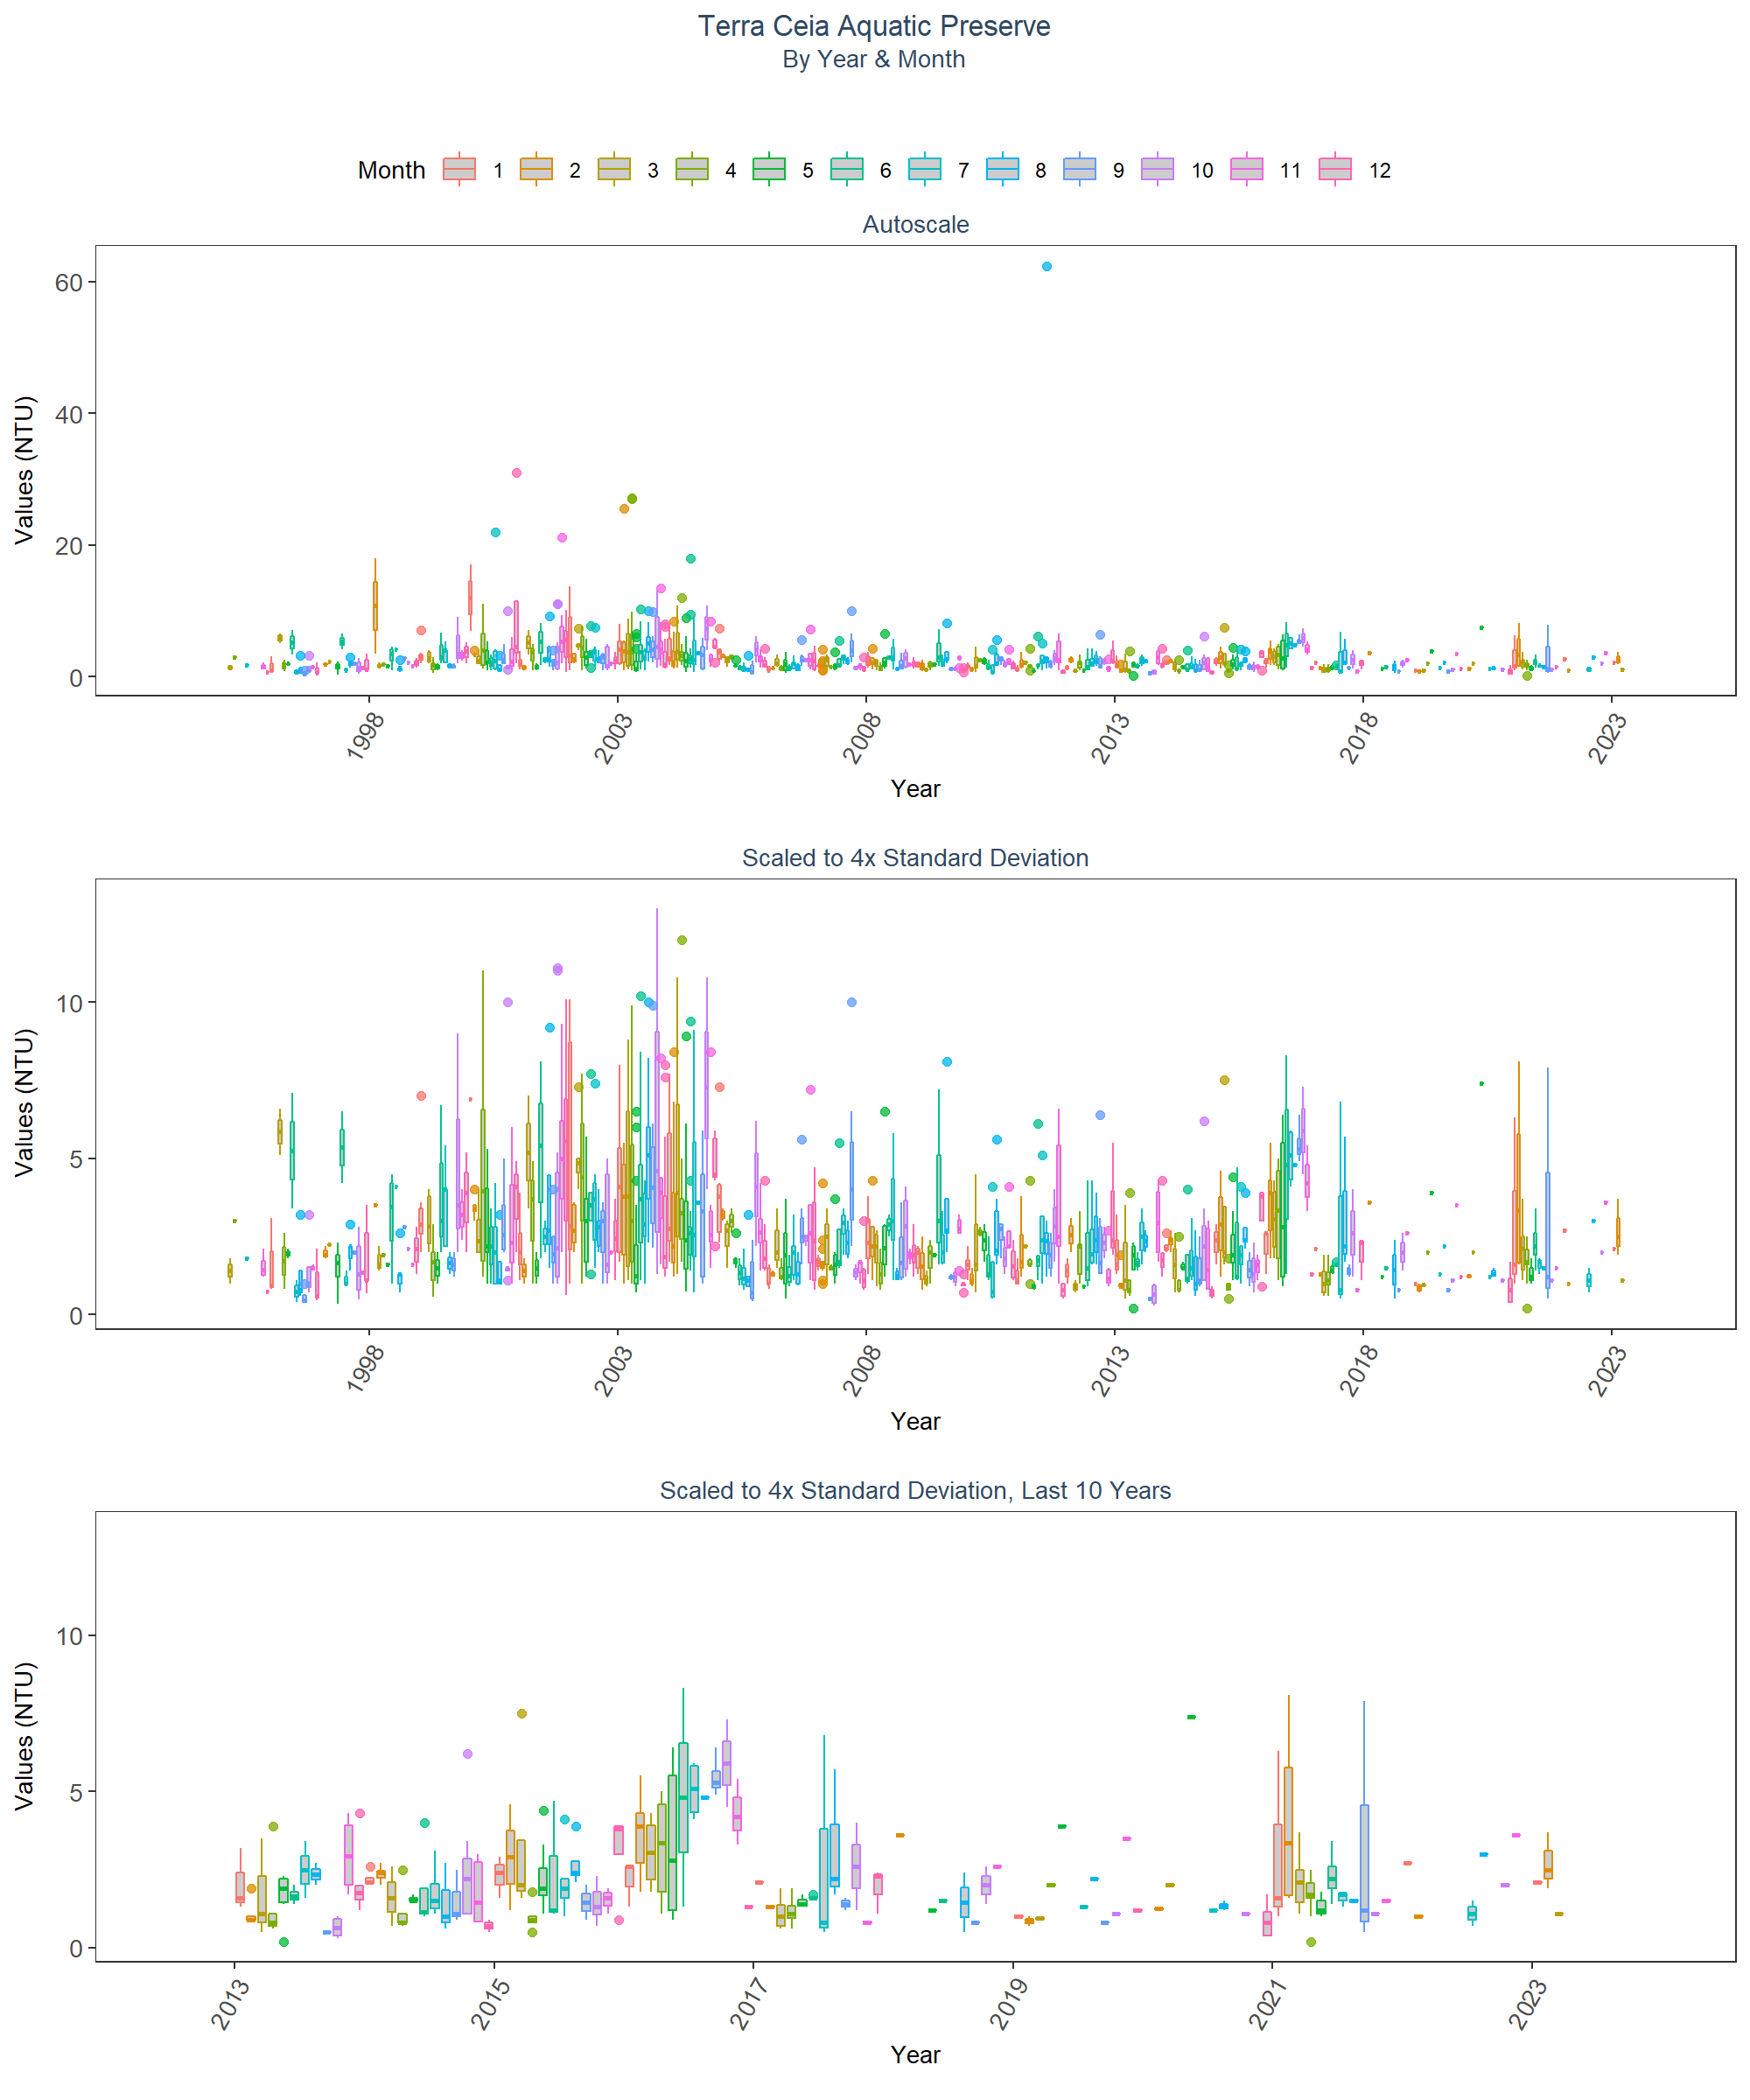 Terra Ceia Aquatic Preserve
By Year & Month
Month 1 2 3 4 5 6 7 8 9 10 11 12
Autoscale
Values (NTU)
60
40
20
0
1998 2003 2008 2013 2018 2023
Year
Scaled to 4x Standard Deviation
Values (NTU)
10
5
0
1998 2003 2008 2013 2018 2023
Year
Scaled to 4x Standard Deviation, Last 10 Years
Values (NTU)
10
5
0
2013 2015 2017 2019 2021 2023
Year